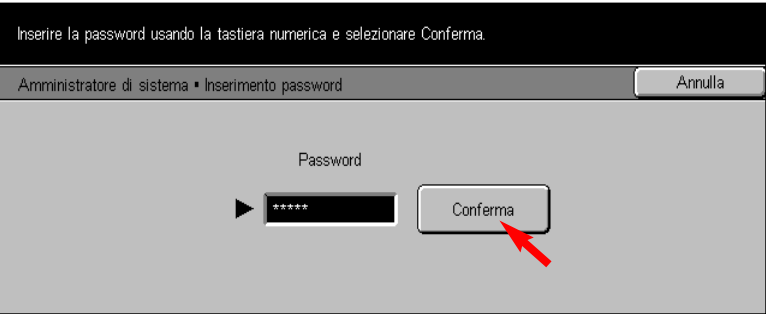 Inserire la password usando la tastiera numerica e selezionare Conferma.
Amministratore di sistema ▪ Inserimento password
Annulla
Password
*****
Conferma